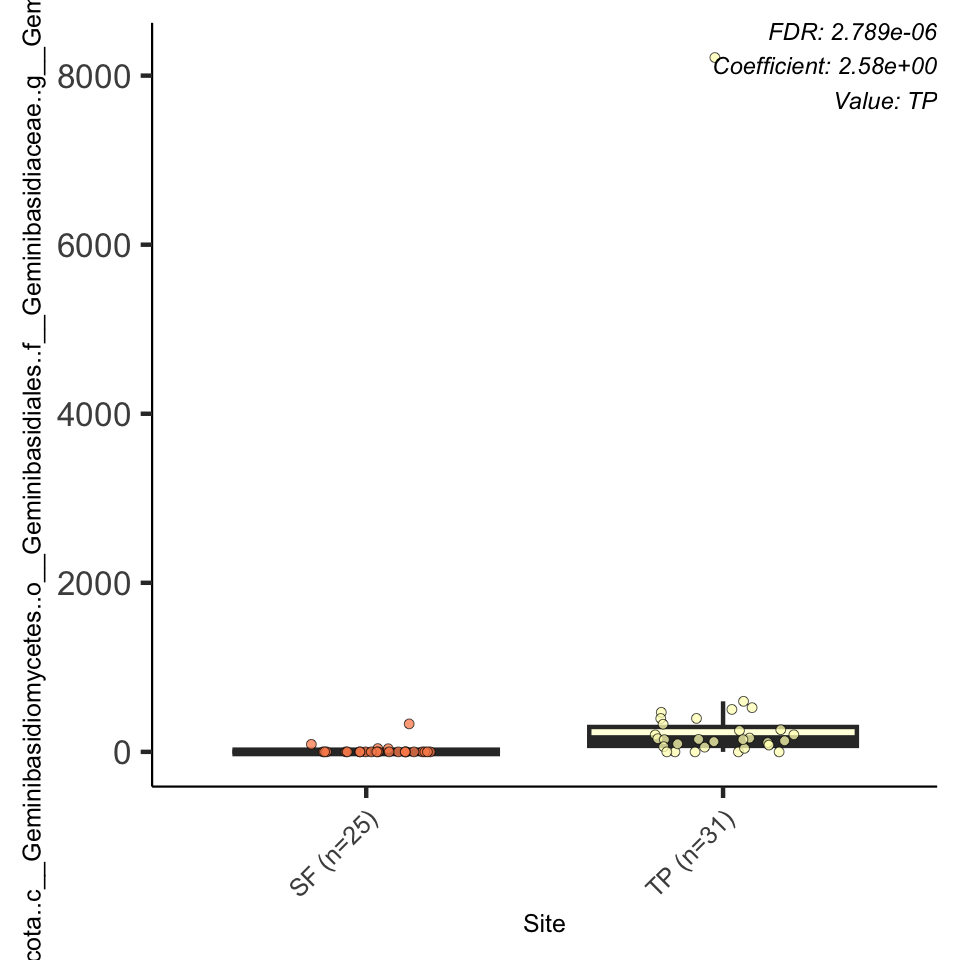 FDR: 2.789e-06
Coefficient: 2.58e+00
Value: TP
cota..c__Geminibasidiomycetes..o__Geminibasidiales..f__Geminibasidiaceae..g__Gem
8000
6000
4000
2000
0
SF (n=25)
TP (n=31)
Site